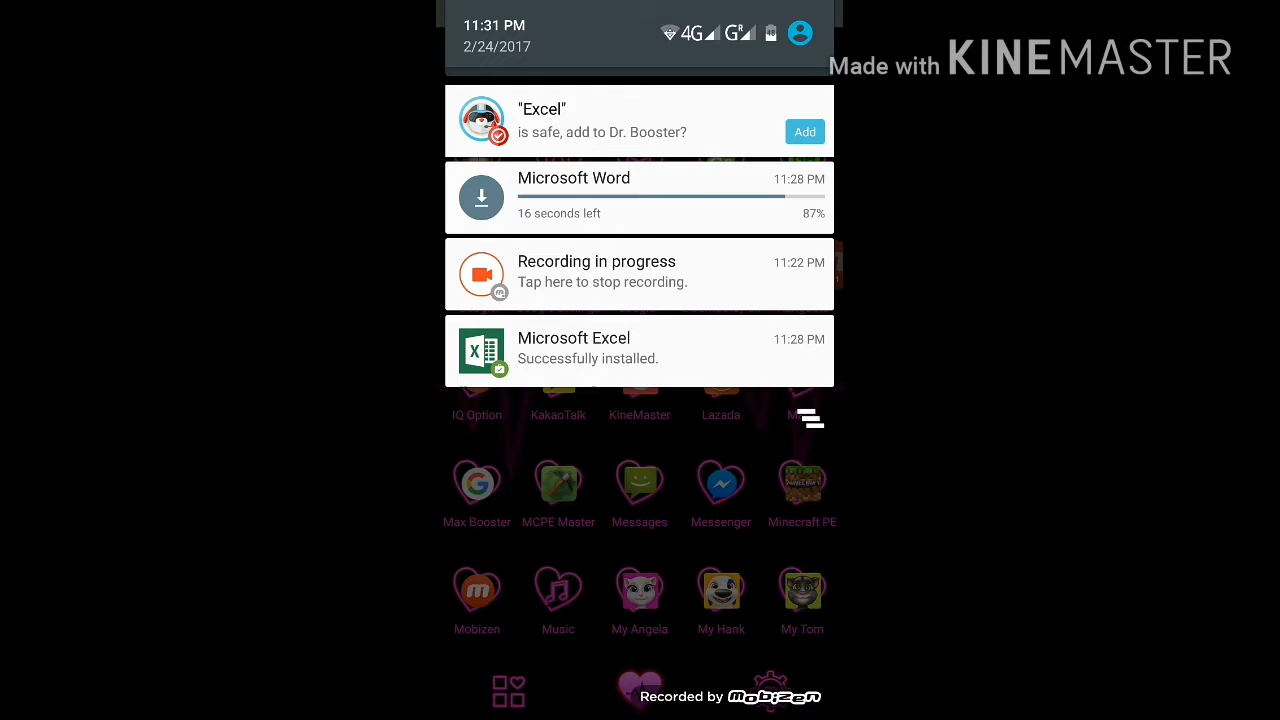 11:31 PM
2/24/2017
4G
G R
Made with KINEMASTER
"Excel"
is safe, add to Dr. Booster?
Add
Microsoft Word
11:28 PM
16 seconds left
87%
Recording in progress
11:22 PM
Tap here to stop recording.
Microsoft Excel
11:28 PM
Successfully installed.
IQ Option
KakaoTalk
KineMaster
Lazada
Max Booster
MCPE Master
Messages
Messenger
Minecraft PE
Mobizen
Music
My Angela
My Hank
My Tom
Recorded by mobizen